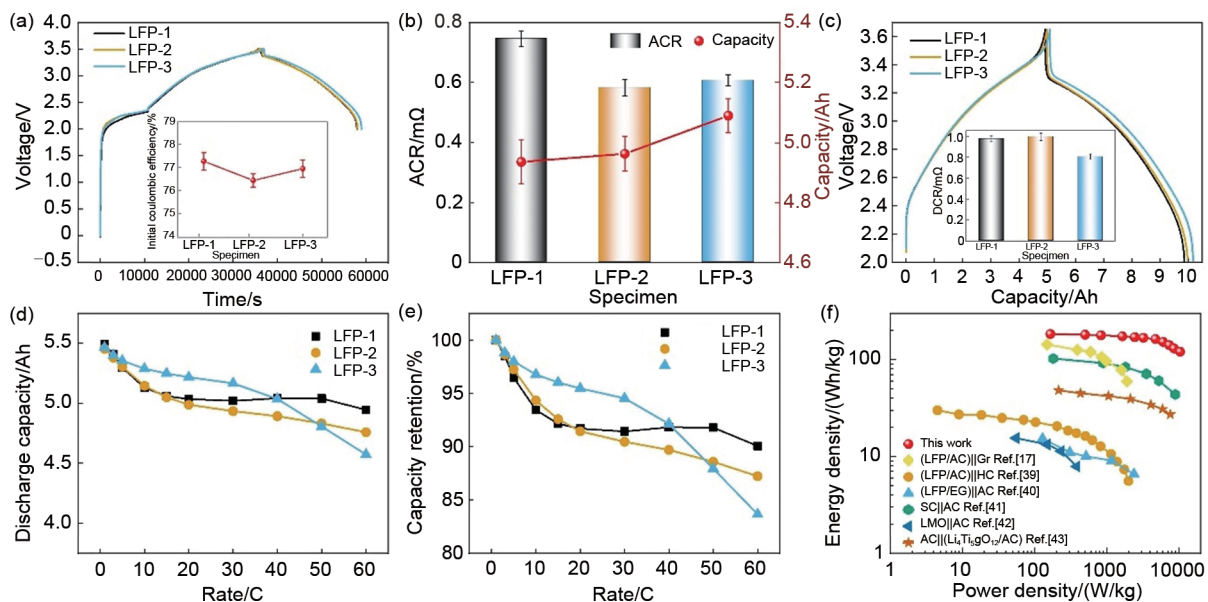 (a)
4.0
3.5
3.0
2.5
2.0
1.5
1.0
0.5
0
−0.5
Voltage/V
LFP-1
LFP-2
LFP-3
79
78
77
76
75
74
Initial coulombic efficiency/%
LFP-1 LFP-2 LFP-3
Specimen
0 10000 20000 30000 40000 50000 60000
Time/s
(b)
0.8
0.6
0.4
0.2
0
ACR/mΩ
ACR
Capacity
5.4
5.2
5.0
4.8
4.6
Capacity/Ah
LFP-1 LFP-2 LFP-3
Specimen
(c)
3.6
3.4
3.2
3.0
2.8
2.6
2.4
2.2
2.0
Voltage/V
LFP-1
LFP-2
LFP-3
1.0
0.8
0.6
0.4
0.2
0
DCR/mΩ
LFP-1 LFP-2 LFP-3
Specimen
0 1 2 3 4 5 6 7 8 9 10
Capacity/Ah
(d)
5.5
5.0
4.5
4.0
Discharge capacity/Ah
LFP-1
LFP-2
LFP-3
0 10 20 30 40 50 60
Rate/C
(e)
100
95
90
85
80
Capacity retention/%
LFP-1
LFP-2
LFP-3
0 10 20 30 40 50 60
Rate/C
(f)
100
10
1
Energy density/(Wh/kg)
This work
(LFP/AC)||Gr Ref.[17]
(LFP/AC)||HC Ref.[39]
(LFP/EG)||AC Ref.[40]
SC||AC Ref.[41]
LMO||AC Ref.[42]
AC||(Li₄Ti₅gO₁₂/AC) Ref.[43]
1 10 100 1000 10000
Power density/(W/kg)